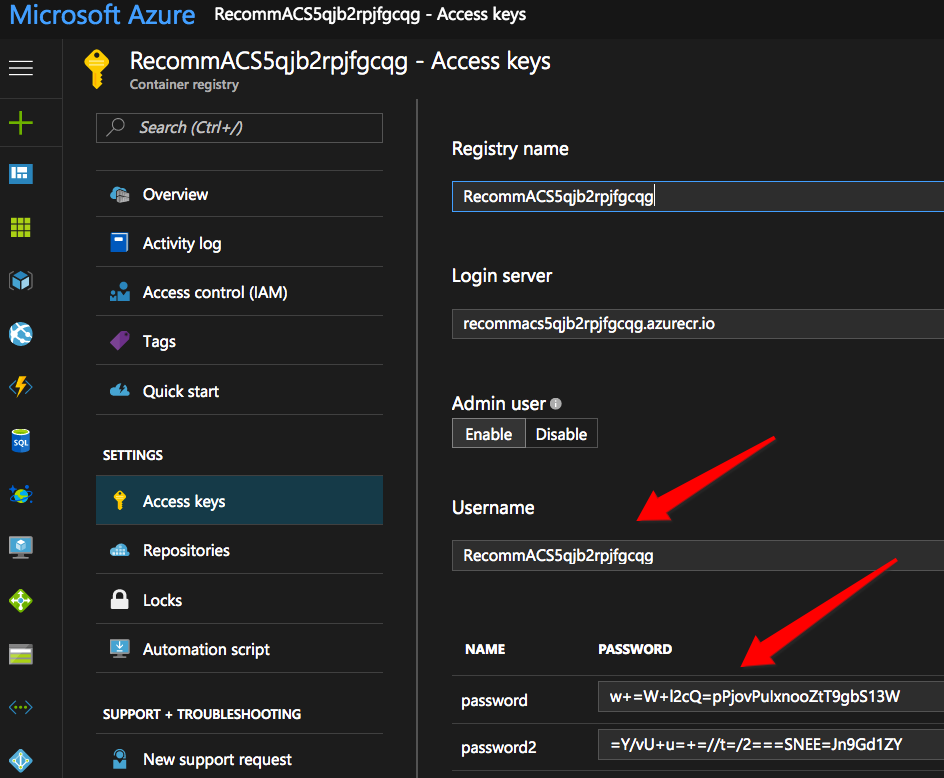 Microsoft Azure RecommACS5qjb2rpjfgcqg - Access keys
RecommACS5qjb2rpjfgcqg - Access keys
Container registry
Search (Ctrl+/)
Overview
Activity log
Access control (IAM)
Tags
Quick start
SETTINGS
Access keys
Repositories
Locks
Automation script
SUPPORT + TROUBLESHOOTING
New support request
Registry name
RecommACS5qjb2rpjfgcqg
Login server
recommacs5qjb2rpjfgcqg.azurecr.io
Admin user
Enable Disable
Username
RecommACS5qjb2rpjfgcqg
NAME PASSWORD
password w+=W+l2cQ=pPjovPuIxnooZtT9gbS13W
password2 =Y/vU+u=+=//t=/2===SNEE=Jn9Gd1ZY
SQL